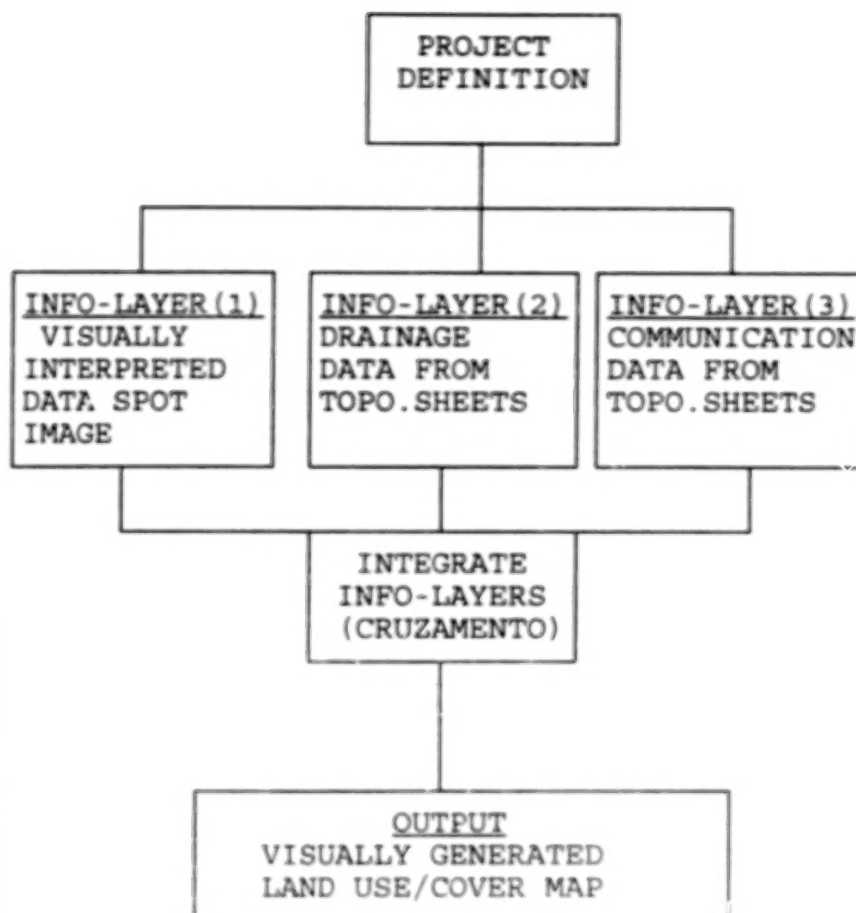 PROJECT
DEFINITION
INFO-LAYER(1)
VISUALLY
INTERPRETED
DATA SPOT
IMAGE
INFO-LAYER(2)
DRAINAGE
DATA FROM
TOPO.SHEETS
INFO-LAYER(3)
COMMUNICATION
DATA FROM
TOPO.SHEETS
INTEGRATE
INFO-LAYERS
(CRUZAMENTO)
OUTPUT
VISUALLY GENERATED
LAND USE/COVER MAP